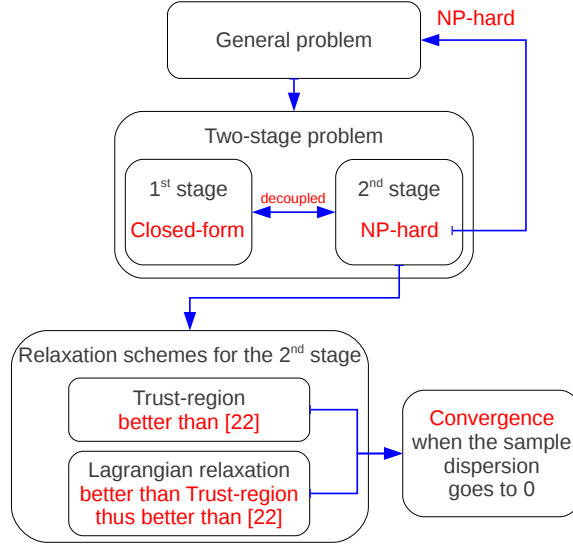 NP-hard
General problem
Two-stage problem
1st stage
decoupled
2nd stage
Closed-form
NP-hard
Relaxation schemes for the 2nd stage
Trust-region
better than [22]
Lagrangian relaxation
better than Trust-region
thus better than [22]
Convergence
when the sample
dispersion
goes to 0